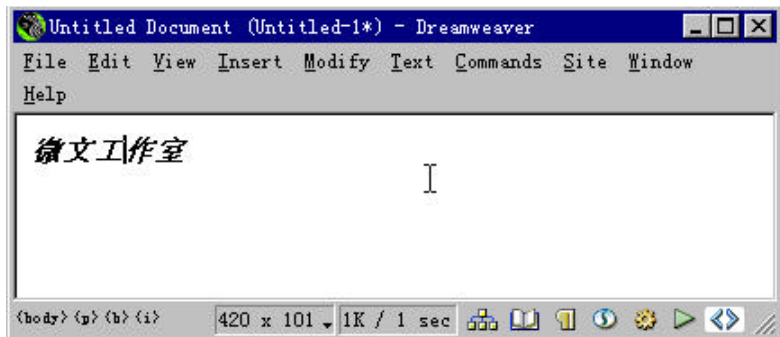 Untitled Document (Untitled-1*) - Dreamweaver
File Edit View Insert Modify Text Commands Site Window
Help
微文工作室
<body> <p> <b> <i> 420 x 101 1K / 1 sec